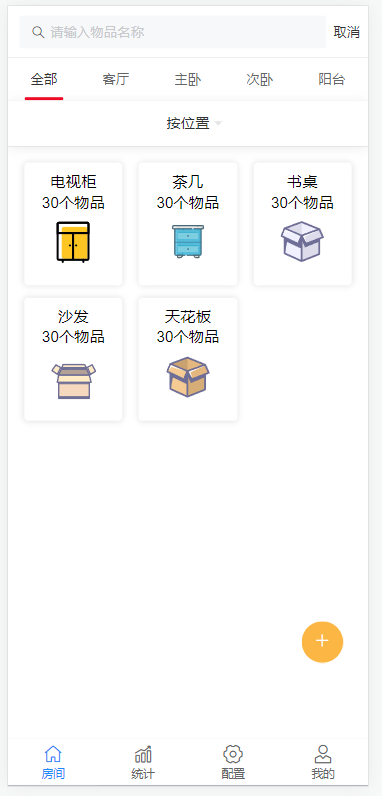 请输入物品名称 取消
全部 客厅 主卧 次卧 阳台
按位置
电视柜 茶几 书桌
30个物品 30个物品 30个物品
沙发 天花板
30个物品 30个物品
房间 统计 配置 我的